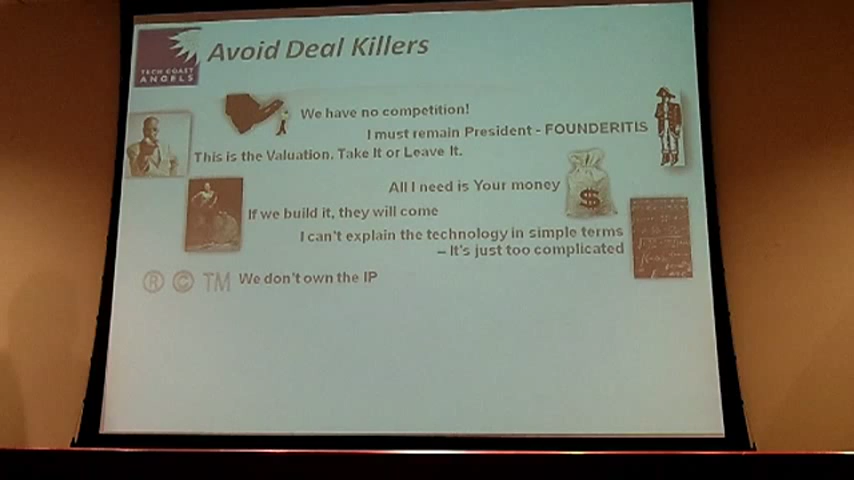 TECH COAST
ANGELS
Avoid Deal Killers
We have no competition!
I must remain President - FOUNDERITIS
This is the Valuation. Take It or Leave It.
All I need is Your money
$
If we build it, they will come
I can't explain the technology in simple terms
– It's just too complicated
® © TM We don't own the IP